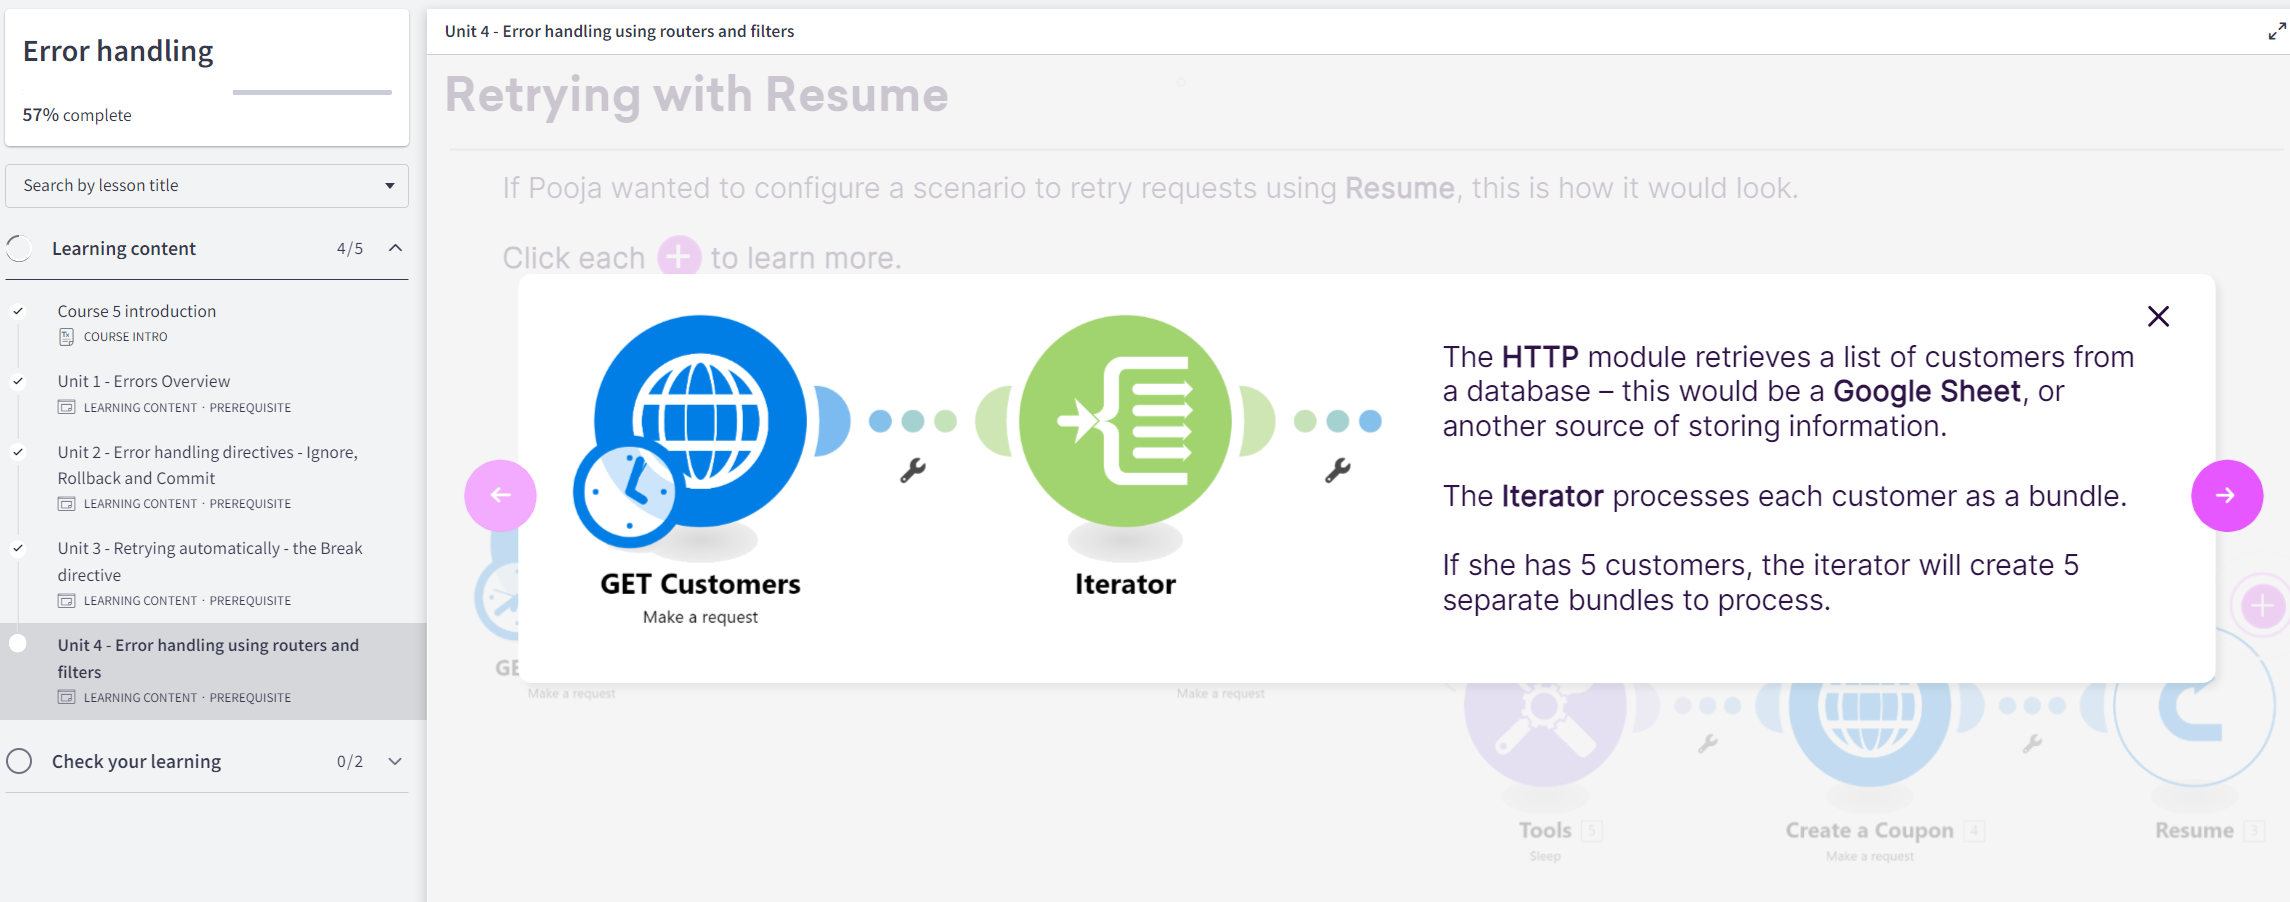 Error handling
57% complete
Search by lesson title
Learning content 4/5
Course 5 introduction
COURSE INTRO
Unit 1 - Errors Overview
LEARNING CONTENT · PREREQUISITE
Unit 2 - Error handling directives - Ignore,
Rollback and Commit
LEARNING CONTENT · PREREQUISITE
Unit 3 - Retrying automatically - the Break
directive
LEARNING CONTENT · PREREQUISITE
Unit 4 - Error handling using routers and
filters
LEARNING CONTENT · PREREQUISITE
Check your learning 0/2
Unit 4 - Error handling using routers and filters
Retrying with Resume
If Pooja wanted to configure a scenario to retry requests using Resume, this is how it would look.
Click each + to learn more.
The HTTP module retrieves a list of customers from
a database – this would be a Google Sheet, or
another source of storing information.
The Iterator processes each customer as a bundle.
If she has 5 customers, the iterator will create 5
separate bundles to process.
GET Customers
Make a request
Iterator
GE
Make a request
Make a request
Tools 5
Sleep
Create a Coupon 4
Make a request
Resume 3